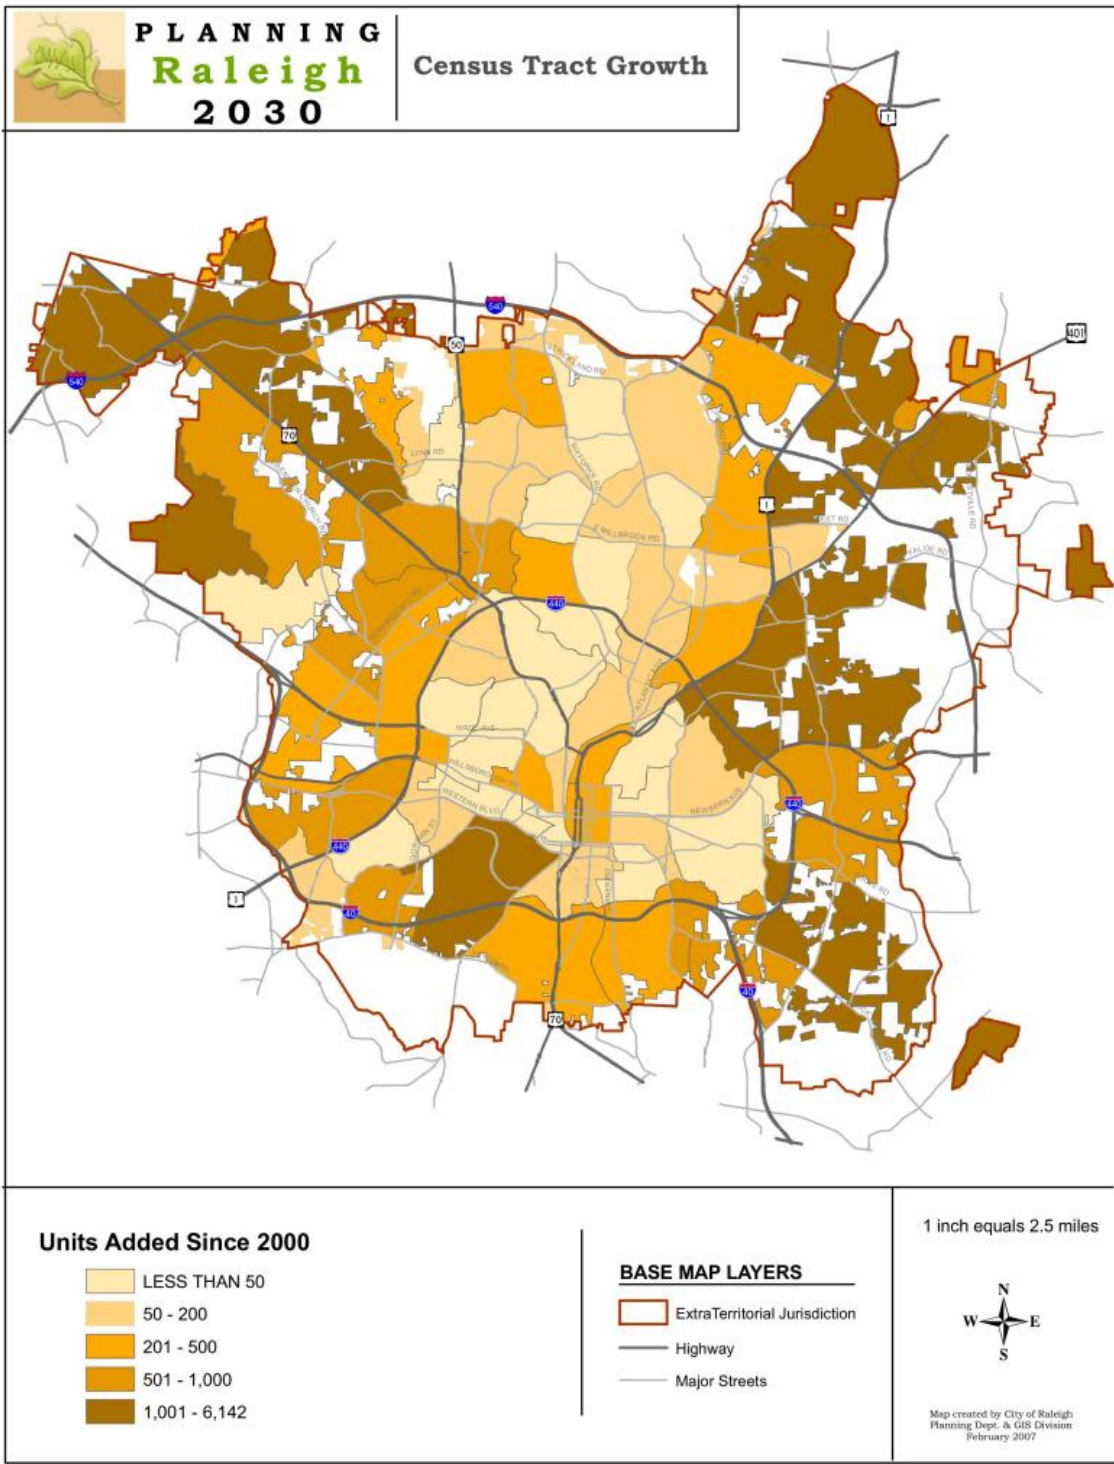 PLANNING
Raleigh
2030
Census Tract Growth
1
540
50
401
540
70
LYNN RD
SIX FORKS RD
1
E MILLBROOK RD
440
ATLANTIC AVE
WADE AVE
HILLSBOROUGH ST
WESTERN BLVD
NEW BERN AVE
440
GORMAN ST
440
1
40
40
70
Units Added Since 2000
LESS THAN 50
50 - 200
201 - 500
501 - 1,000
1,001 - 6,142
BASE MAP LAYERS
ExtraTerritorial Jurisdiction
Highway
Major Streets
1 inch equals 2.5 miles
N
W E
S
Map created by City of Raleigh
Planning Dept. & GIS Division
February 2007